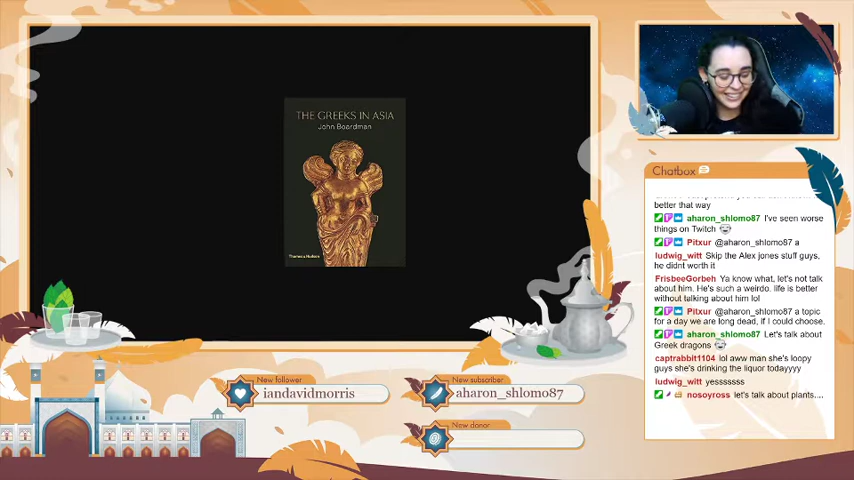 THE GREEKS IN ASIA
John Boardman
Thames & Hudson
Chatbox
better that way
aharon_shlomo87 I've seen worse
things on Twitch
Pitxur @aharon_shlomo87 a
ludwig_witt Skip the Alex jones stuff guys,
he didnt worth it
FrisbeeGorbeh Ya know what, let's not talk
about him. He's such a weirdo. life is better
without talking about him lol
Pitxur @aharon_shlomo87 a topic
for a day we are long dead, if I could choose.
aharon_shlomo87 Let's talk about
Greek dragons
captrabbit1104 lol aww man she's loopy
guys she's drinking the liquor todayyyy
ludwig_witt yesssssss
nosoyross let's talk about plants....
New follower
iandavidmorris
New subscriber
aharon_shlomo87
New donor